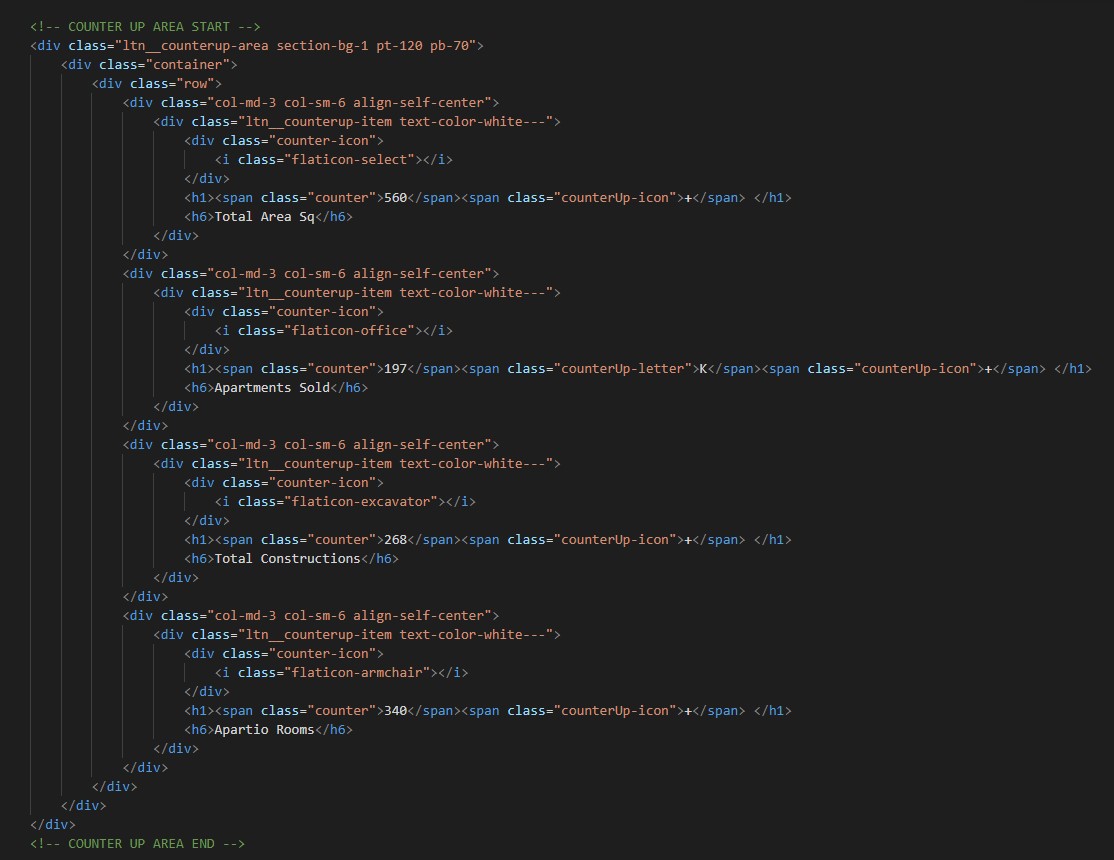 <!-- COUNTER UP AREA START -->
<div class="ltn__counterup-area section-bg-1 pt-120 pb-70">
    <div class="container">
        <div class="row">
            <div class="col-md-3 col-sm-6 align-self-center">
                <div class="ltn__counterup-item text-color-white---">
                    <div class="counter-icon">
                        <i class="flaticon-select"></i>
                    </div>
                    <h1><span class="counter">560</span><span class="counterUp-icon">+</span> </h1>
                    <h6>Total Area Sq</h6>
                </div>
            </div>
            <div class="col-md-3 col-sm-6 align-self-center">
                <div class="ltn__counterup-item text-color-white---">
                    <div class="counter-icon">
                        <i class="flaticon-office"></i>
                    </div>
                    <h1><span class="counter">197</span><span class="counterUp-letter">K</span><span class="counterUp-icon">+</span> </h1>
                    <h6>Apartments Sold</h6>
                </div>
            </div>
            <div class="col-md-3 col-sm-6 align-self-center">
                <div class="ltn__counterup-item text-color-white---">
                    <div class="counter-icon">
                        <i class="flaticon-excavator"></i>
                    </div>
                    <h1><span class="counter">268</span><span class="counterUp-icon">+</span> </h1>
                    <h6>Total Constructions</h6>
                </div>
            </div>
            <div class="col-md-3 col-sm-6 align-self-center">
                <div class="ltn__counterup-item text-color-white---">
                    <div class="counter-icon">
                        <i class="flaticon-armchair"></i>
                    </div>
                    <h1><span class="counter">340</span><span class="counterUp-icon">+</span> </h1>
                    <h6>Apartio Rooms</h6>
                </div>
            </div>
        </div>
    </div>
</div>
<!-- COUNTER UP AREA END -->